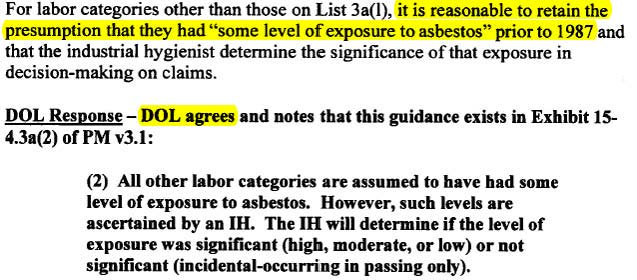 For labor categories other than those on List 3a(1), it is reasonable to retain the
presumption that they had “some level of exposure to asbestos” prior to 1987 and
that the industrial hygienist determine the significance of that exposure in
decision-making on claims.
DOL Response – DOL agrees and notes that this guidance exists in Exhibit 15-
4.3a(2) of PM v3.1:
(2) All other labor categories are assumed to have had some
level of exposure to asbestos. However, such levels are
ascertained by an IH. The IH will determine if the level of
exposure was significant (high, moderate, or low) or not
significant (incidental-occurring in passing only).